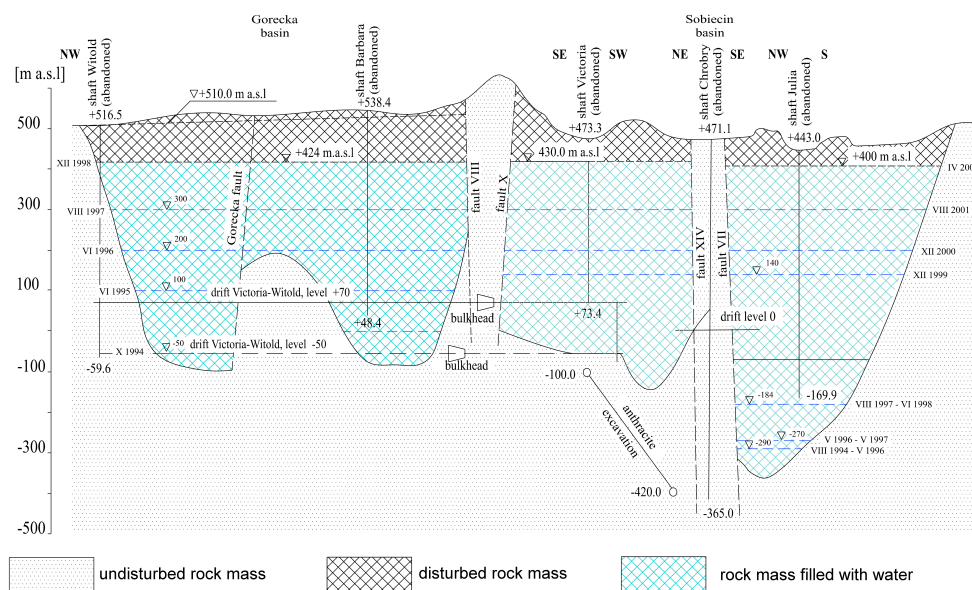 Gorecka
basin
Sobiecin
basin
NW
SE
SW
NE
SE
NW
S
[m a.s.l]
shaft Witold
(abandoned)
+516.5
▽+510.0 m a.s.l
shaft Barbara
(abandoned)
+538.4
shaft Victoria
(abandoned)
+473.3
shaft Chrobry
(abandoned)
+471.1
shaft Julia
(abandoned)
+443.0
500
300
100
-100
-300
-500
XII 1998
VIII 1997
VI 1996
VI 1995
X 1994
-59.6
+424 m.a.s.l
430.0 m a.s.l
+400 m a.s.l
300
200
100
-50
Gorecka fault
fault VIII
fault X
fault XIV
fault VII
drift Victoria-Witold, level +70
drift Victoria-Witold, level -50
+48.4
bulkhead
bulkhead
+73.4
drift level 0
140
-100.0
anthracite
excavation
-420.0
-365.0
-169.9
-184
-270
-290
IV 200
VIII 2001
XII 2000
XII 1999
VIII 1997 - VI 1998
V 1996 - V 1997
VIII 1994 - V 1996
undisturbed rock mass
disturbed rock mass
rock mass filled with water